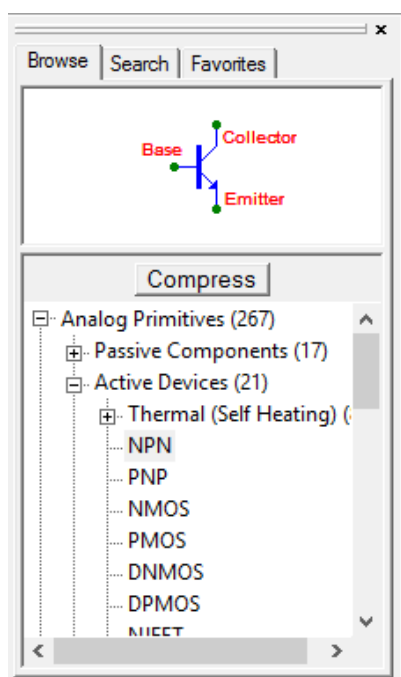 Browse Search Favorites
Collector
Base
Emitter
Compress
Analog Primitives (267)
Passive Components (17)
Active Devices (21)
Thermal (Self Heating)
NPN
PNP
NMOS
PMOS
DNMOS
DPMOS